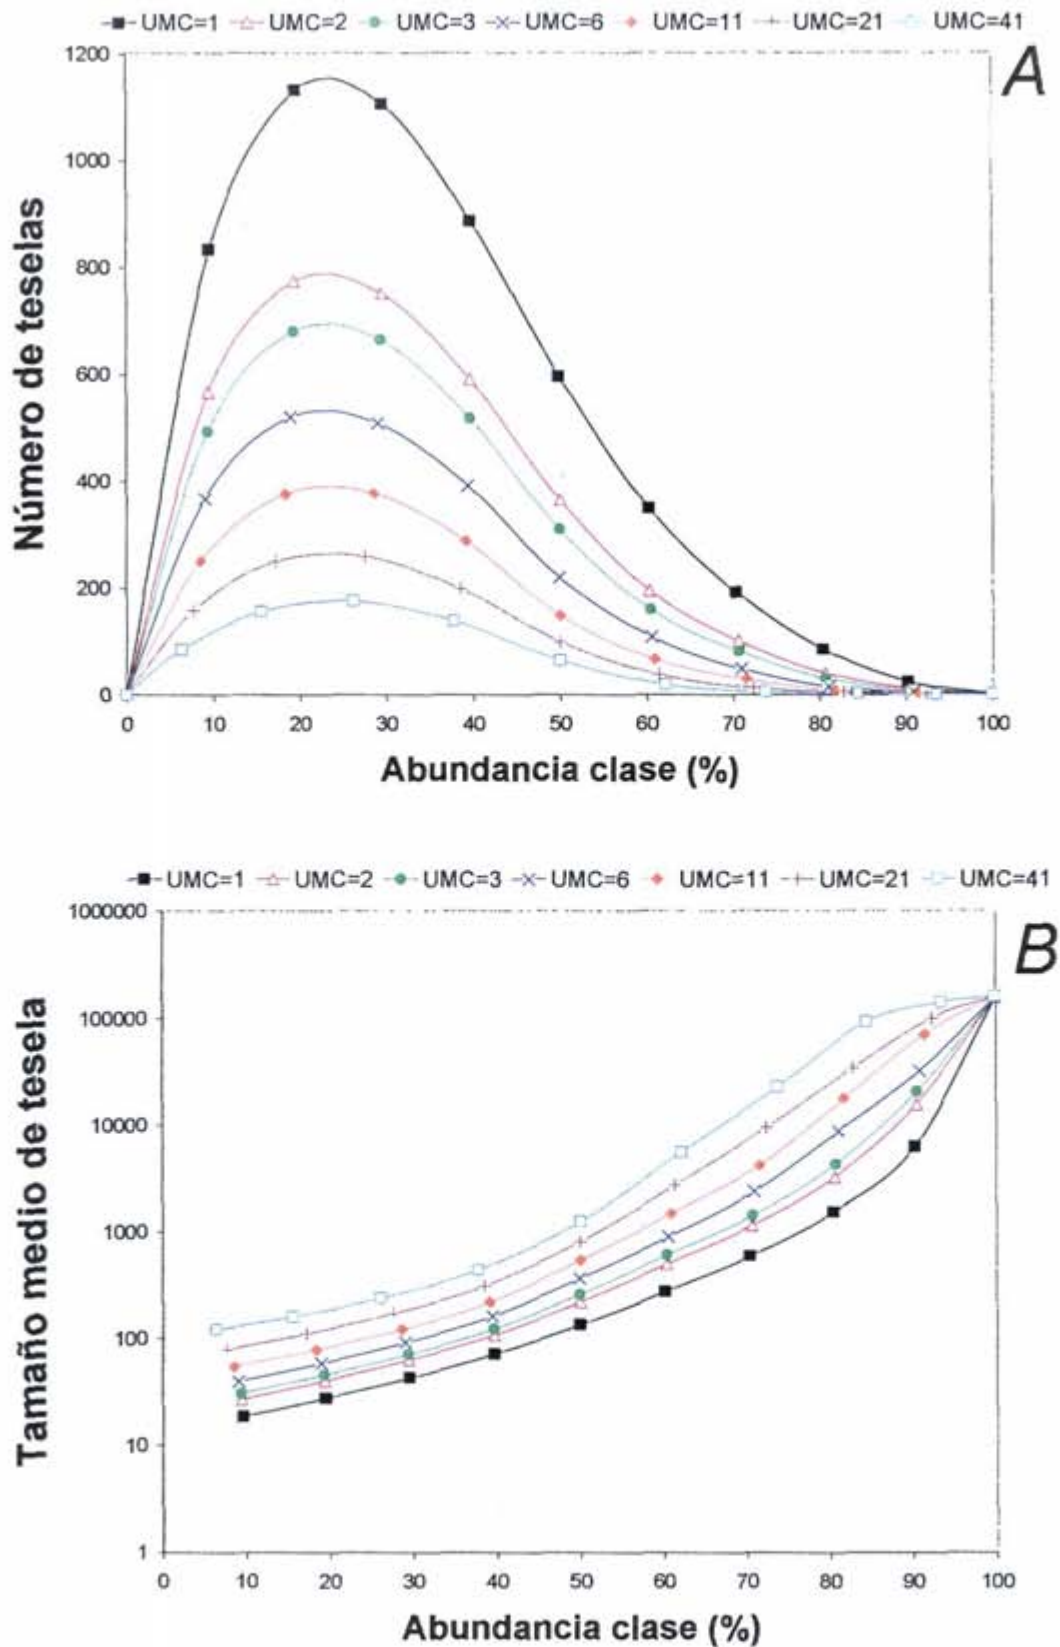 UMC=1 UMC=2 UMC=3 UMC=6 UMC=11 UMC=21 UMC=41
A
1200
1000
800
600
400
200
0
Número de teselas
0 10 20 30 40 50 60 70 80 90 100
Abundancia clase (%)
UMC=1 UMC=2 UMC=3 UMC=6 UMC=11 UMC=21 UMC=41
B
1000000
100000
10000
1000
100
10
1
Tamaño medio de tesela
0 10 20 30 40 50 60 70 80 90 100
Abundancia clase (%)